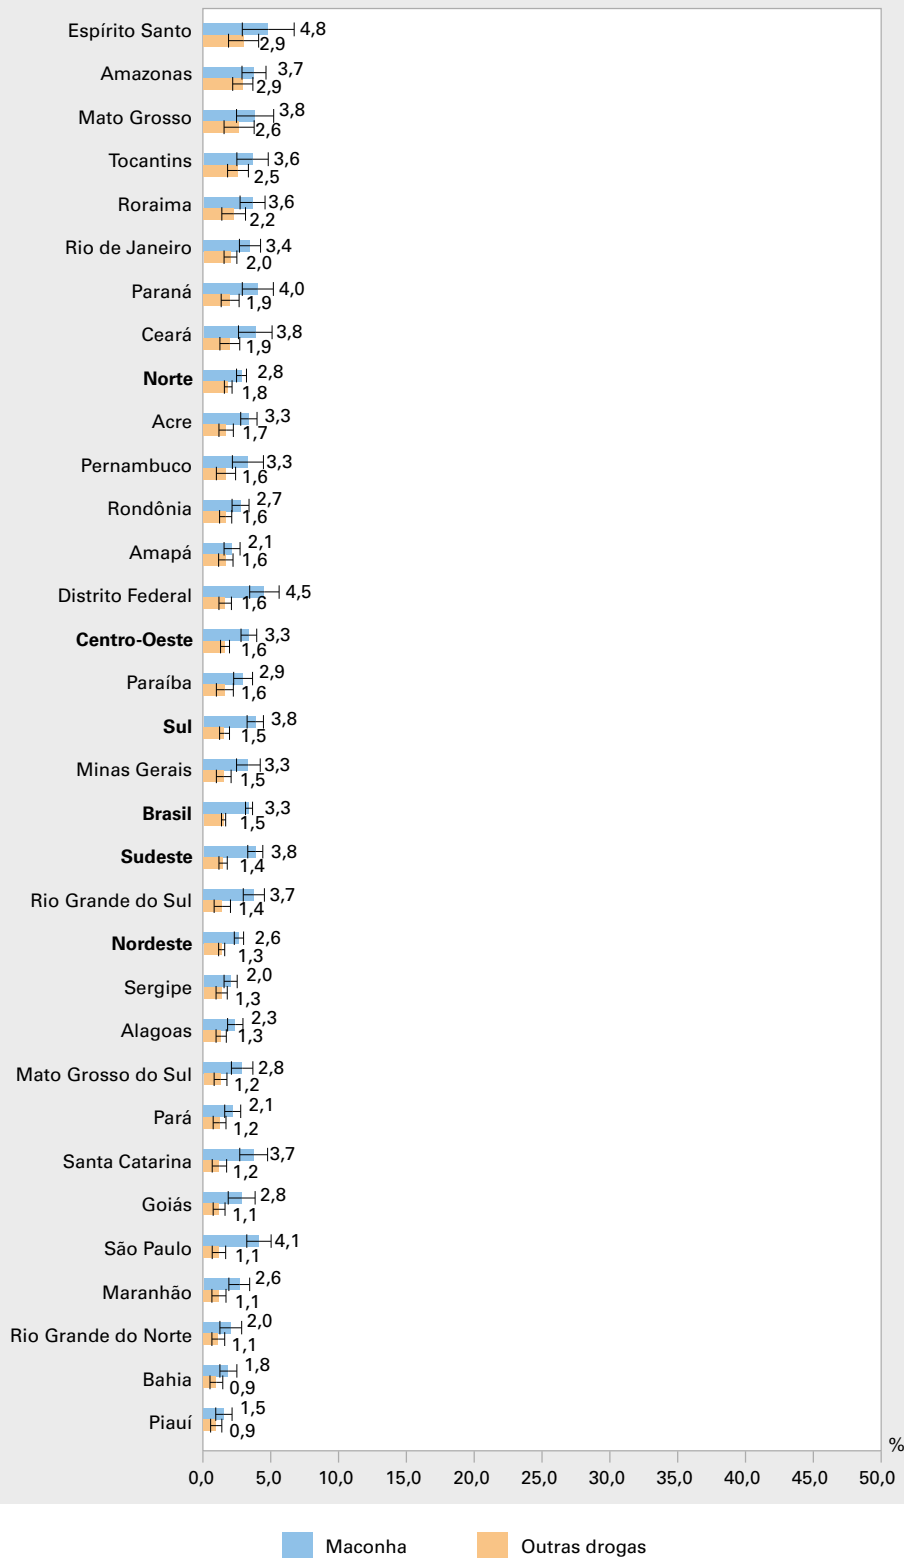 Espírito Santo 4,8
2,9
Amazonas 3,7
2,9
Mato Grosso 3,8
2,6
Tocantins 3,6
2,5
Roraima 3,6
2,2
Rio de Janeiro 3,4
2,0
Paraná 4,0
1,9
Ceará 3,8
1,9
Norte 2,8
1,8
Acre 3,3
1,7
Pernambuco 3,3
1,6
Rondônia 2,7
1,6
Amapá 2,1
1,6
Distrito Federal 4,5
1,6
Centro-Oeste 3,3
1,6
Paraíba 2,9
1,6
Sul 3,8
1,5
Minas Gerais 3,3
1,5
Brasil 3,3
1,5
Sudeste 3,8
1,4
Rio Grande do Sul 3,7
1,4
Nordeste 2,6
1,3
Sergipe 2,0
1,3
Alagoas 2,3
1,3
Mato Grosso do Sul 2,8
1,2
Pará 2,1
1,2
Santa Catarina 3,7
1,2
Goiás 2,8
1,1
São Paulo 4,1
1,1
Maranhão 2,6
1,1
Rio Grande do Norte 2,0
1,1
Bahia 1,8
0,9
Piauí 1,5
0,9
%
0,0 5,0 10,0 15,0 20,0 25,0 30,0 35,0 40,0 45,0 50,0
Maconha Outras drogas